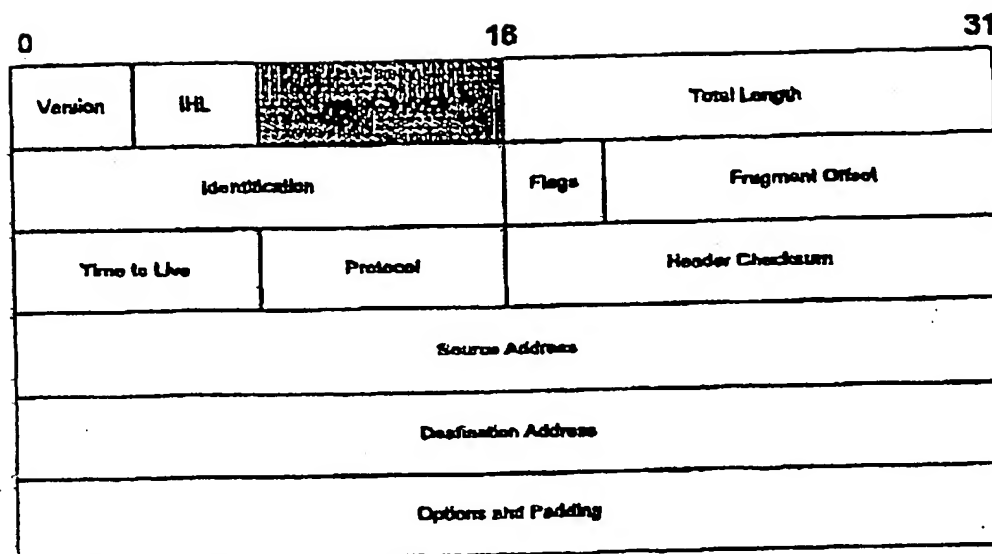 0 16 31
Version IHL Total Length
Identification Flags Fragment Offset
Time to Live Protocol Header Checksum
Source Address
Destination Address
Options and Padding